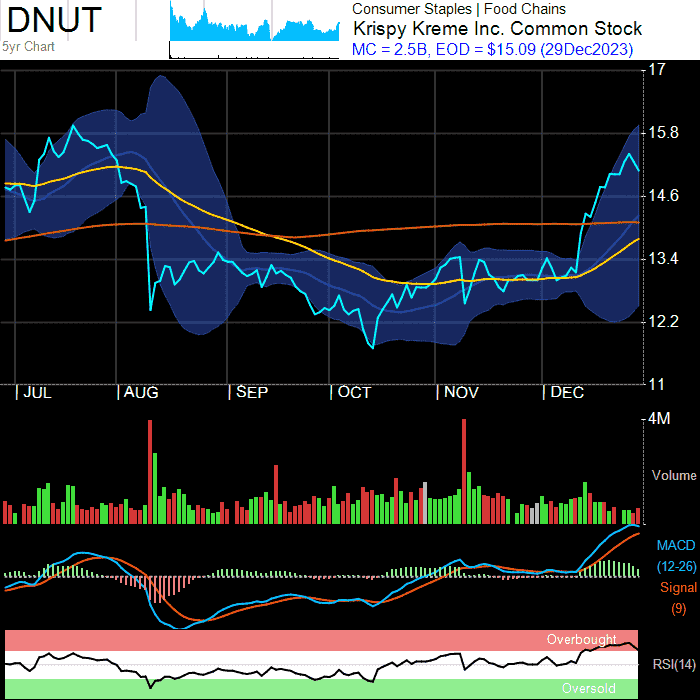 DNUT
5yr Chart
Consumer Staples | Food Chains
Krispy Kreme Inc. Common Stock
MC = 2.5B, EOD = $15.09 (29Dec2023)
17
15.8
14.6
13.4
12.2
11
| JUL | AUG | SEP | OCT | NOV | DEC
4M
Volume
MACD
(12-26)
Signal
(9)
Overbought
RSI(14)
Oversold